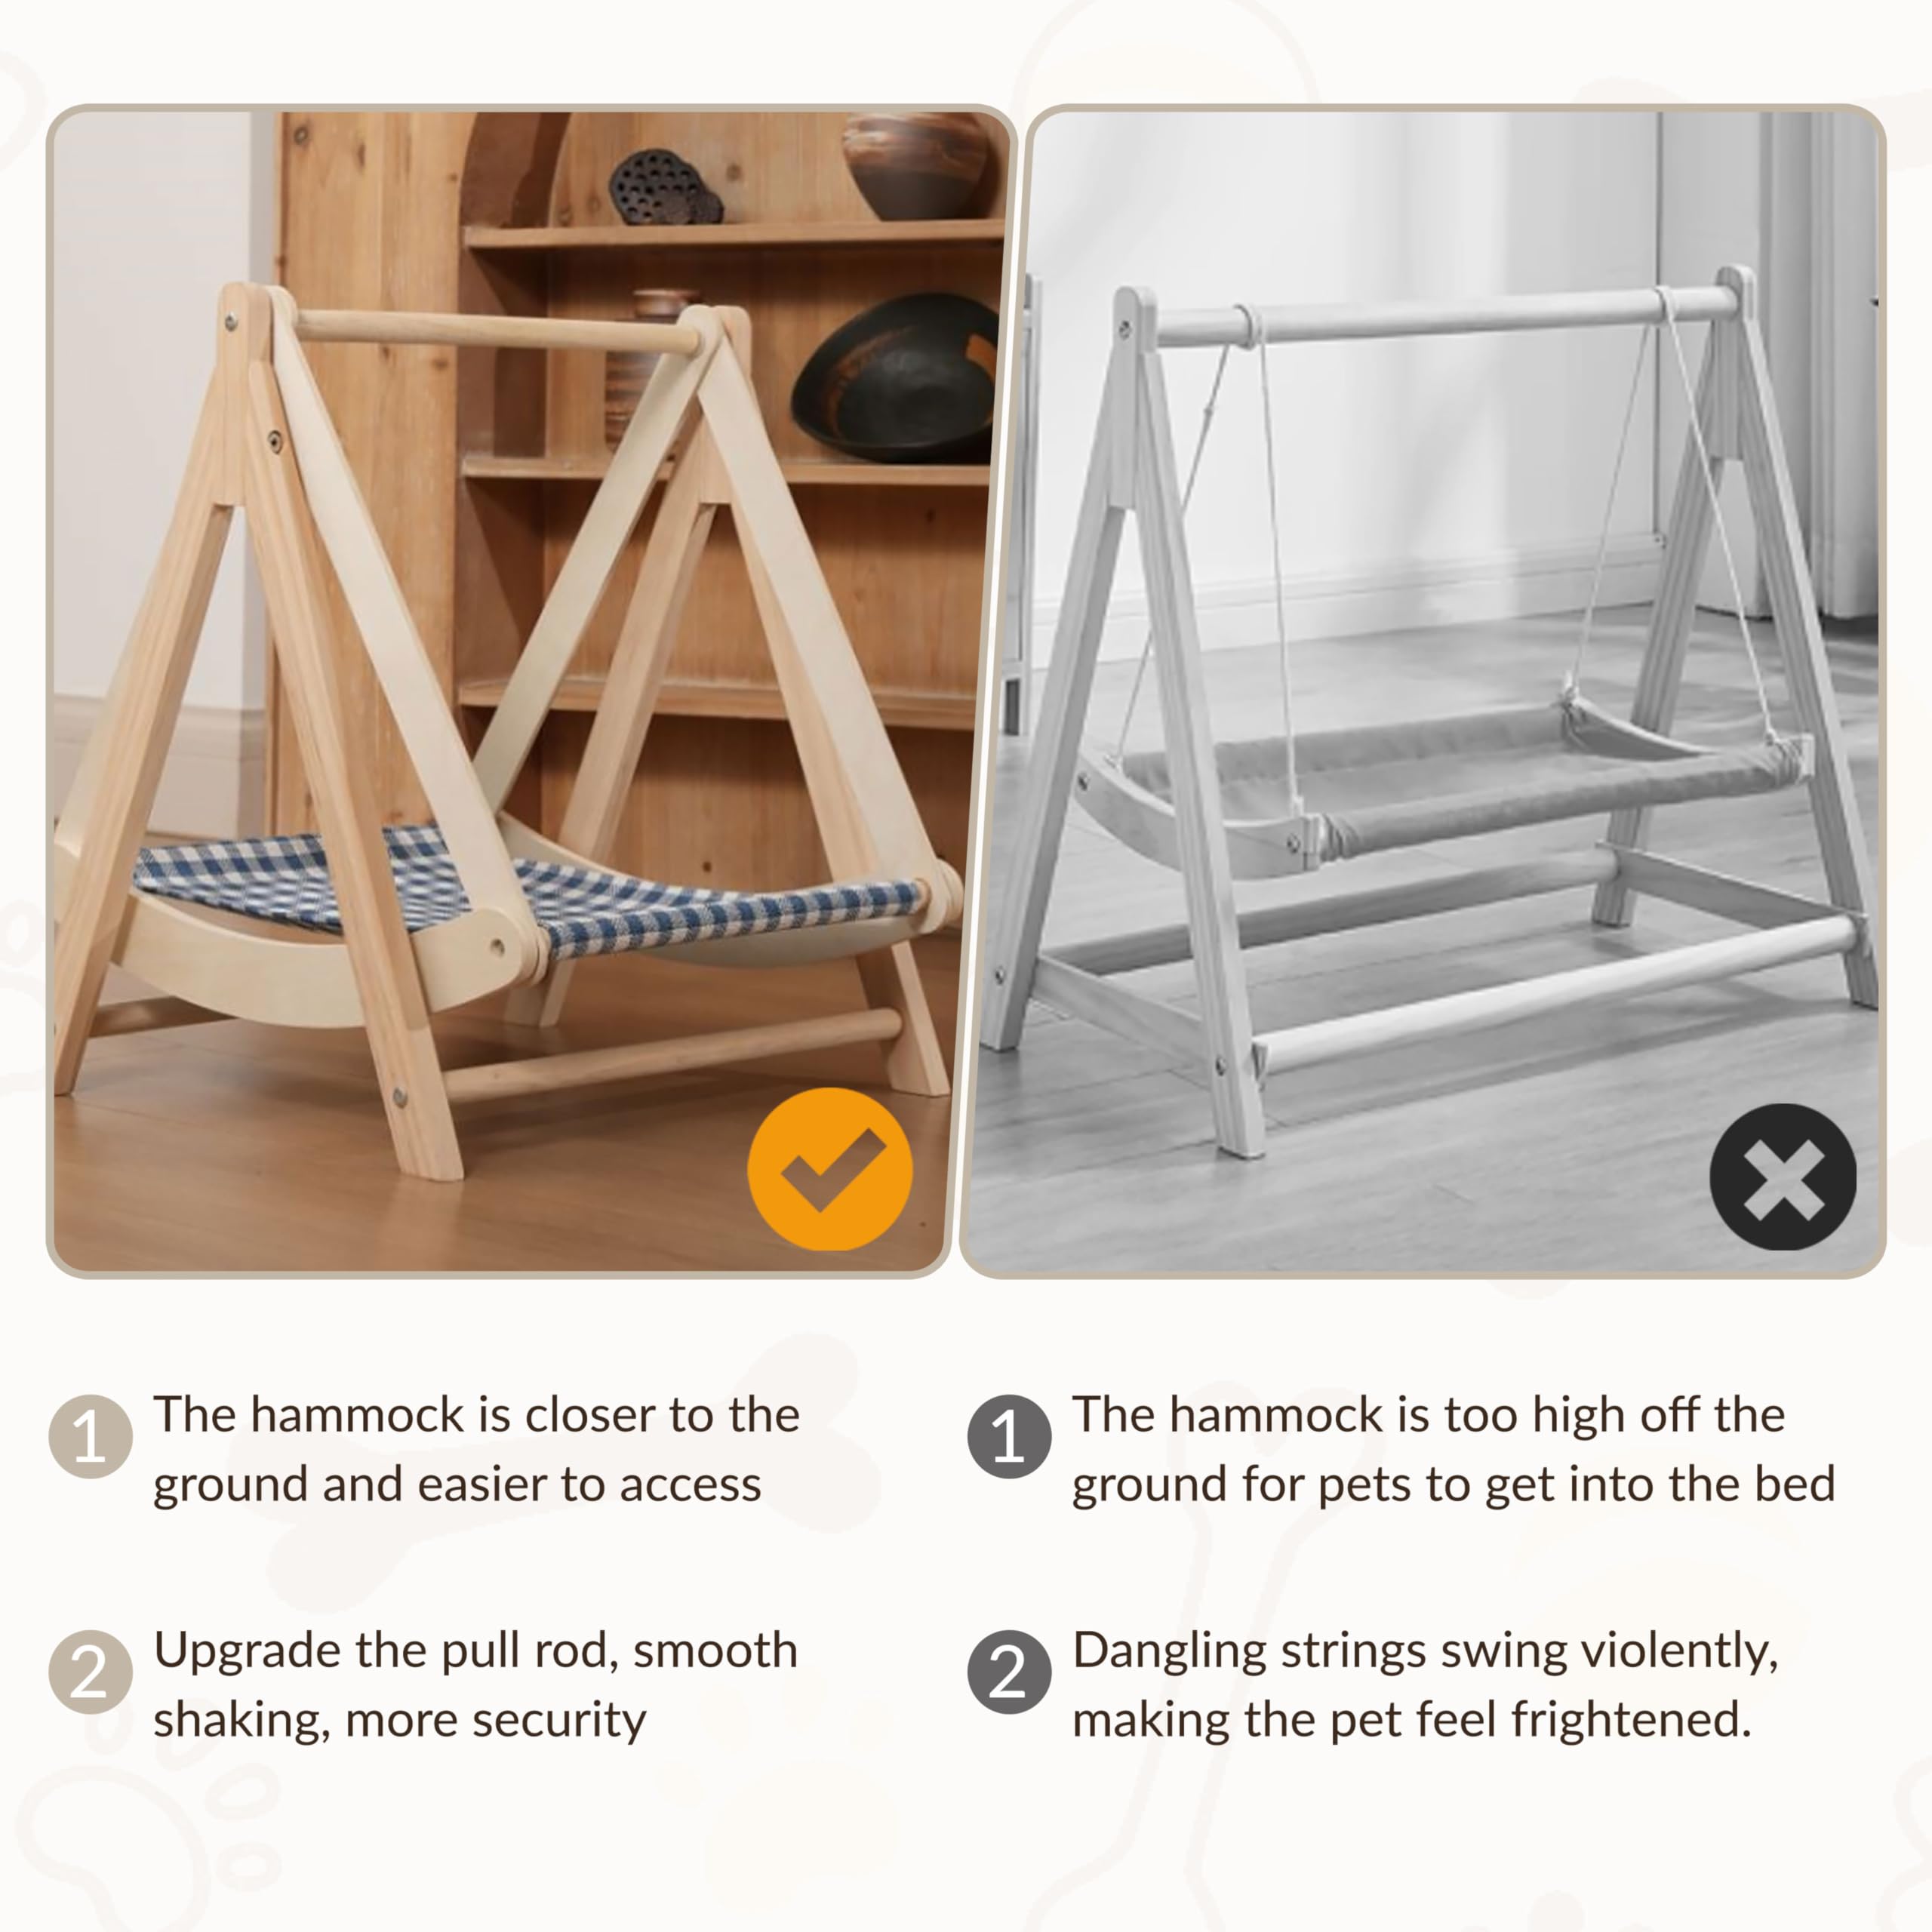 1 The hammock is closer to the
ground and easier to access
2 Upgrade the pull rod, smooth
shaking, more security
1 The hammock is too high off the
ground for pets to get into the bed
2 Dangling strings swing violently,
making the pet feel frightened.